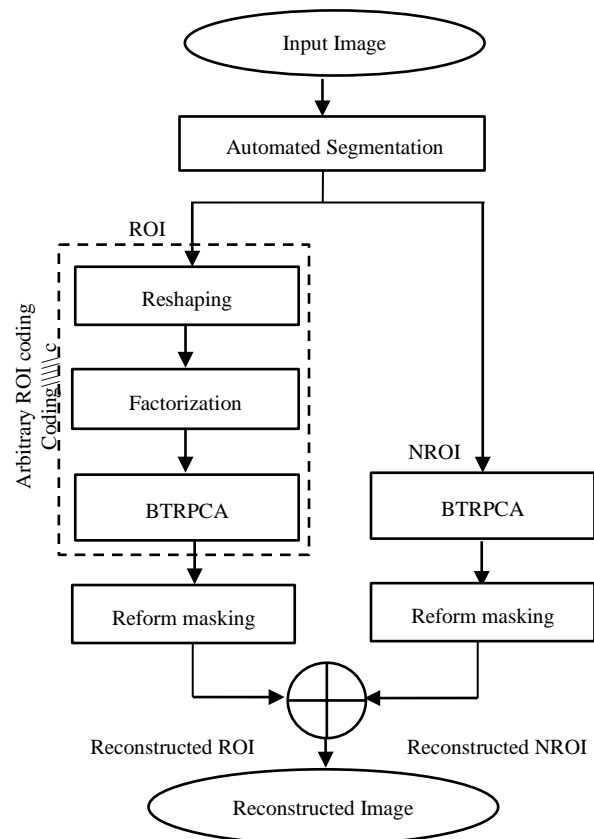 Input Image
Automated Segmentation
ROI
Arbitrary ROI coding
Coding\\\\\ c
Reshaping
Factorization
BTRPCA
Reform masking
NROI
BTRPCA
Reform masking
Reconstructed ROI
Reconstructed NROI
Reconstructed Image